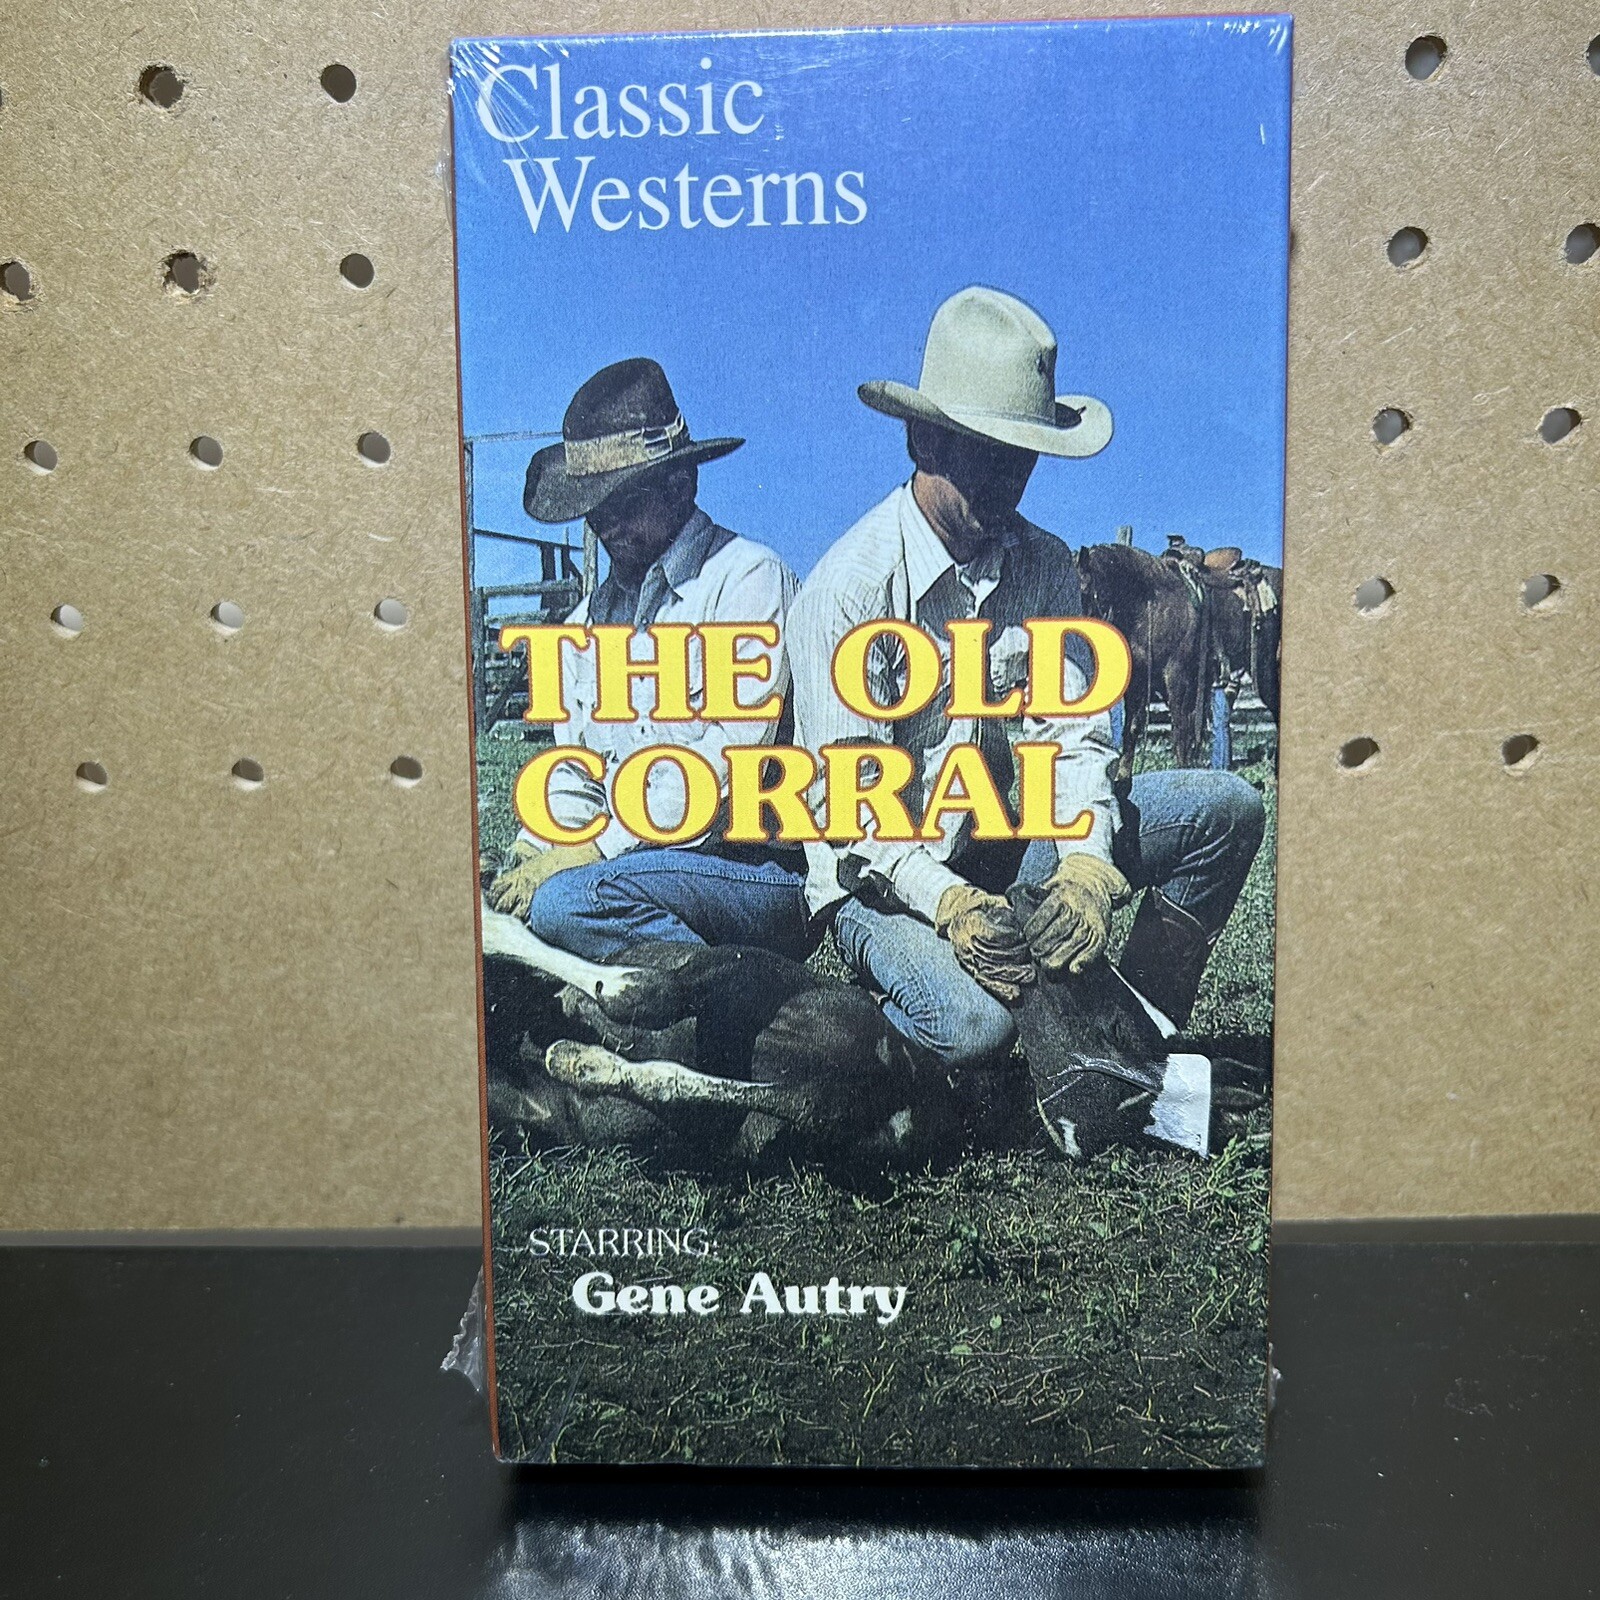 Classic
Westerns
THE OLD
CORRAL
STARRING:
Gene Autry